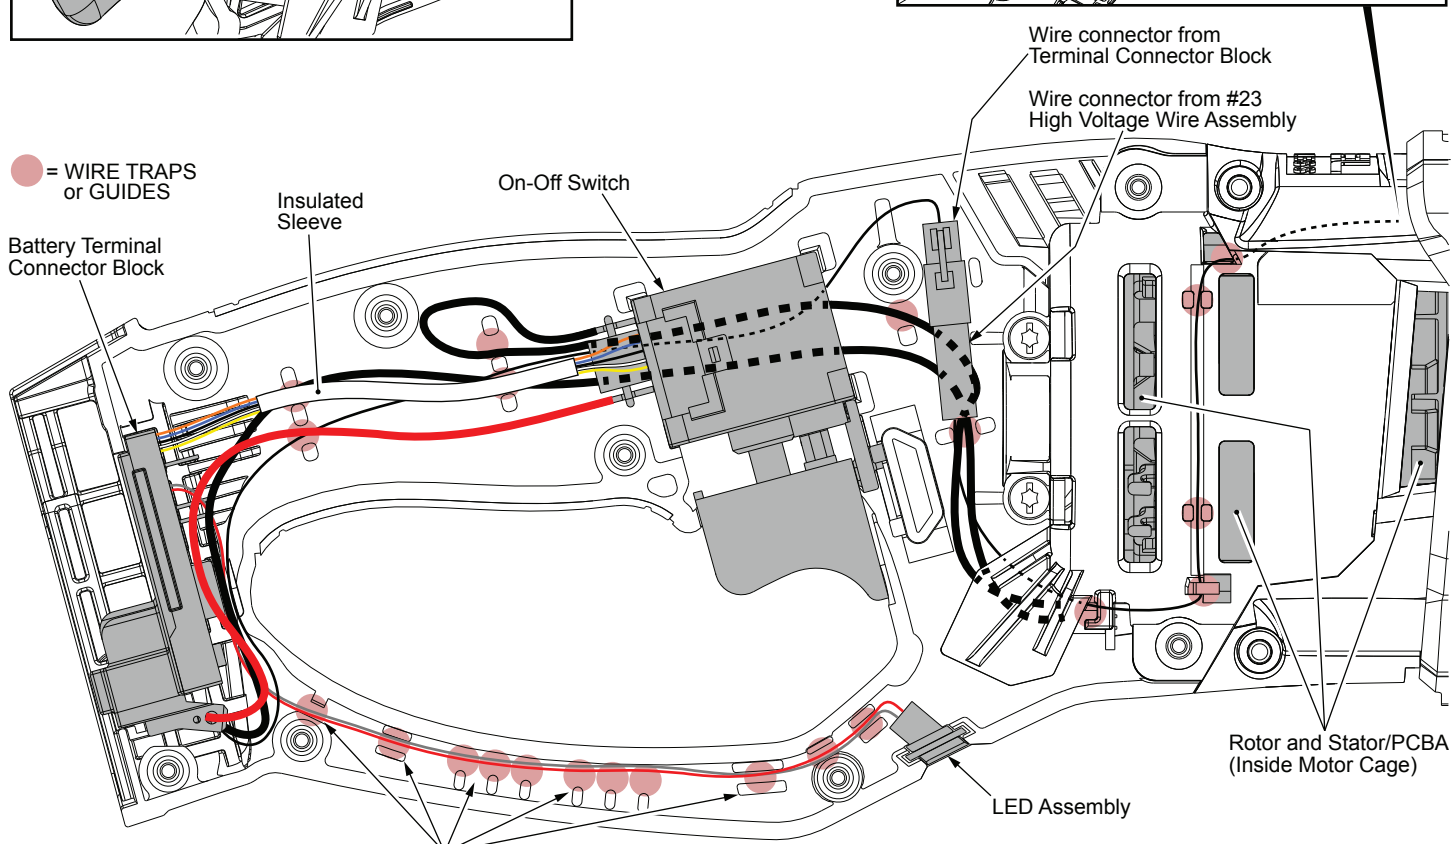 Wire connector from
Terminal Connector Block
Wire connector from #23
High Voltage Wire Assembly
= WIRE TRAPS
or GUIDES
Insulated
Sleeve
On-Off Switch
Battery Terminal
Connector Block
Rotor and Stator/PCBA
(Inside Motor Cage)
LED Assembly